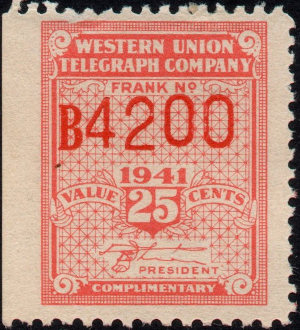 WESTERN UNION
TELEGRAPH COMPANY
FRANK Nº
B4200
1941
VALUE 25 CENTS
PRESIDENT
COMPLIMENTARY